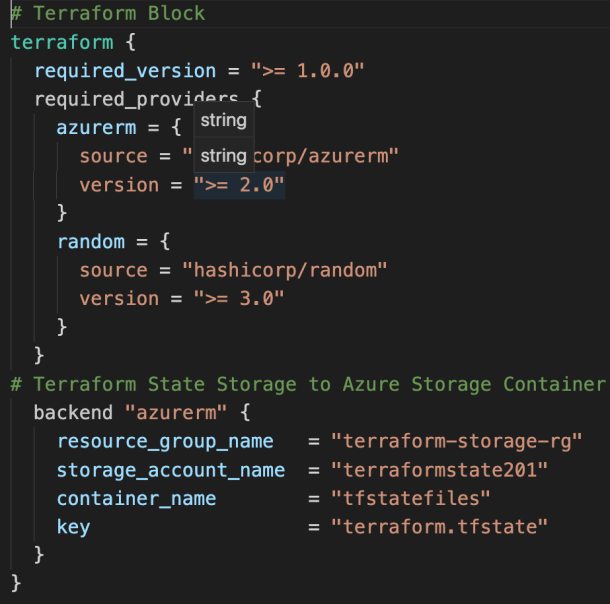 # Terraform Block
terraform {
  required_version = ">= 1.0.0"
  required_providers {
    azurerm = {
string
      source = "
string
corp/azurerm"
      version = ">= 2.0"
    }
    random = {
      source = "hashicorp/random"
      version = ">= 3.0"
    }
  }
# Terraform State Storage to Azure Storage Container
  backend "azurerm" {
    resource_group_name   = "terraform-storage-rg"
    storage_account_name  = "terraformstate201"
    container_name        = "tfstatefiles"
    key                   = "terraform.tfstate"
  }
}